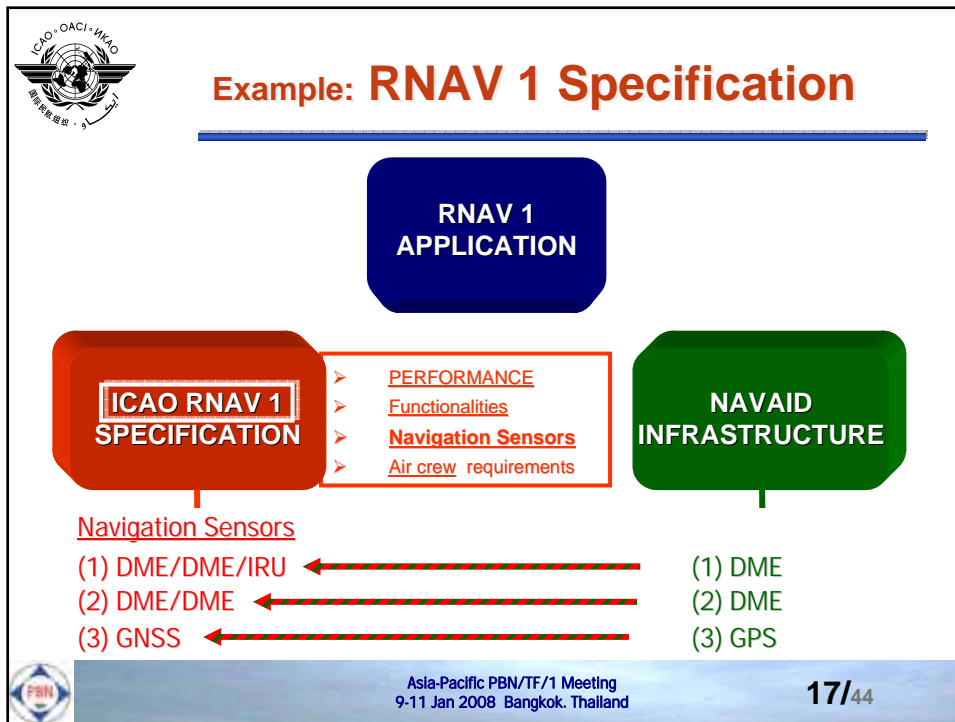 ICAO · OACI · ИКАО
国际民航组织
إيكاو
Example: RNAV 1 Specification
RNAV 1
APPLICATION
ICAO RNAV 1
SPECIFICATION
➢ PERFORMANCE
➢ Functionalities
➢ Navigation Sensors
➢ Air crew requirements
NAVAID
INFRASTRUCTURE
Navigation Sensors
(1) DME/DME/IRU
(1) DME
(2) DME/DME
(2) DME
(3) GNSS
(3) GPS
PBN
Asia-Pacific PBN/TF/1 Meeting
9-11 Jan 2008 Bangkok. Thailand
17/44